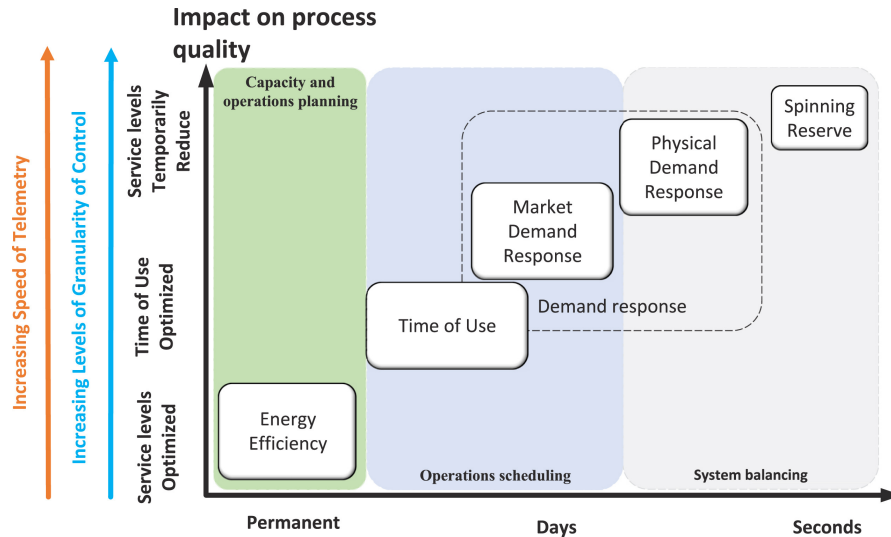 Impact on process
quality
Increasing Speed of Telemetry
Increasing Levels of Granularity of Control
Service levels
Temporarily
Reduce
Time of Use
Optimized
Service levels
Optimized
Capacity and
operations planning
Spinning
Reserve
Physical
Demand
Response
Market
Demand
Response
Demand response
Time of Use
Energy
Efficiency
Operations scheduling
System balancing
Permanent
Days
Seconds